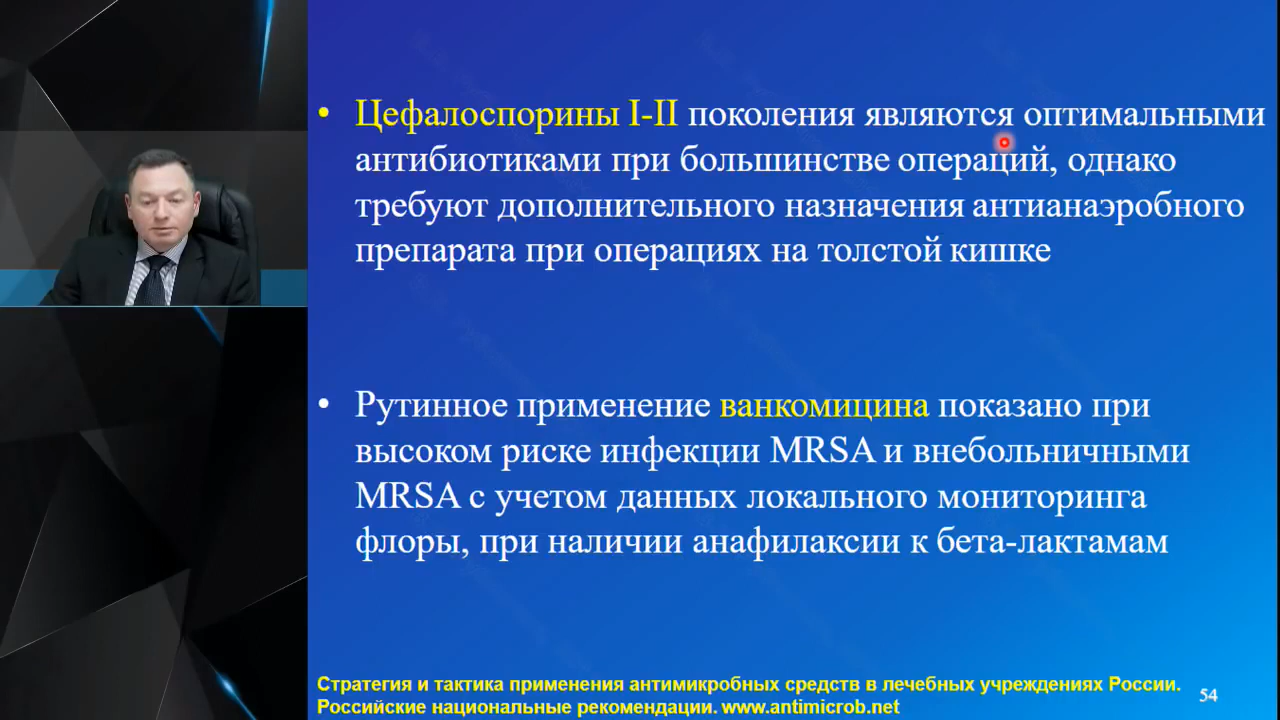 • Цефалоспорины I-II поколения являются оптимальными
антибиотиками при большинстве операций, однако
требуют дополнительного назначения антианаэробного
препарата при операциях на толстой кишке
• Рутинное применение ванкомицина показано при
высоком риске инфекции MRSA и внебольничными
MRSA с учетом данных локального мониторинга
флоры, при наличии анафилаксии к бета-лактамам
Стратегия и тактика применения антимикробных средств в лечебных учреждениях России.
Российские национальные рекомендации. www.antimicrob.net
54